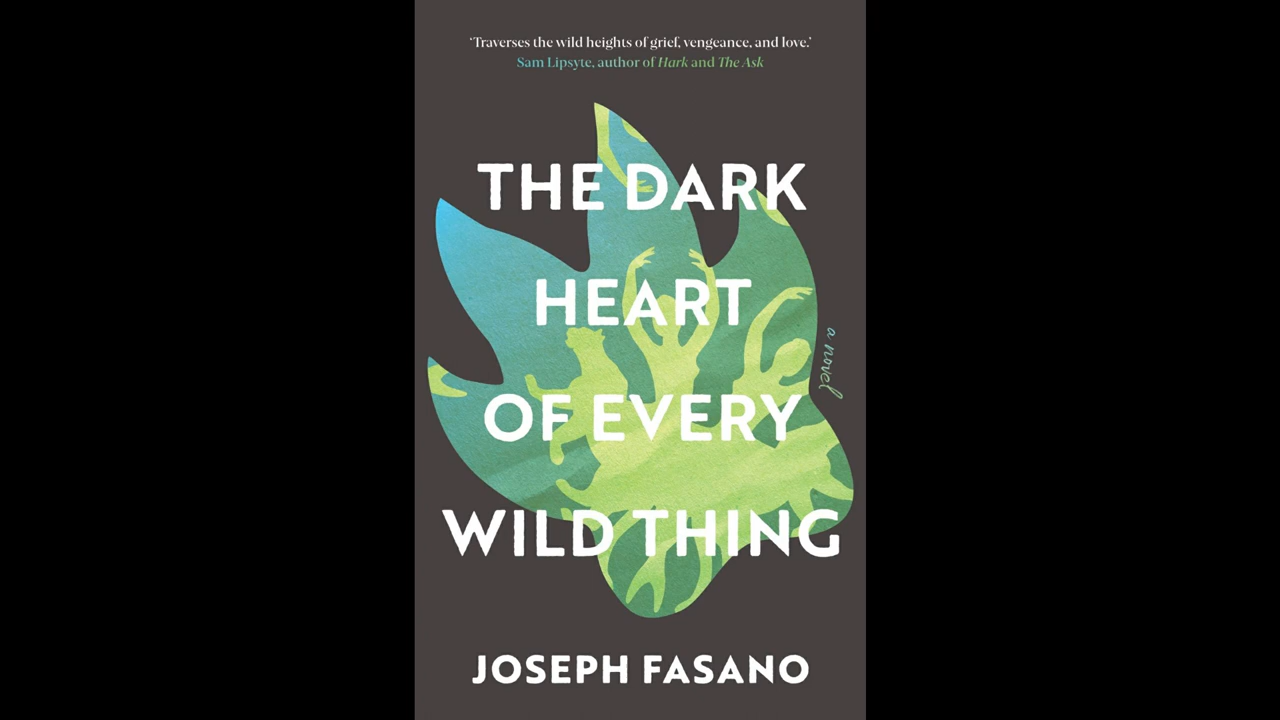 ‘Traverses the wild heights of grief, vengeance, and love.’
Sam Lipsyte, author of Hark and The Ask
THE DARK
HEART
OF EVERY
WILD THING
a novel
JOSEPH FASANO